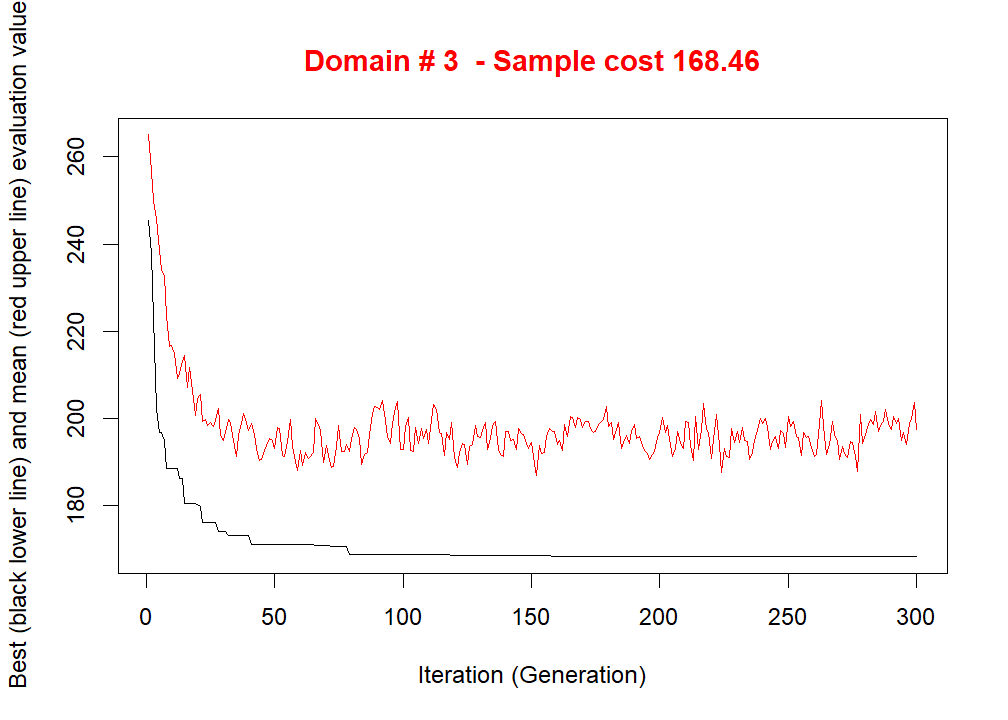 Domain # 3  - Sample cost 168.46
Best (black lower line) and mean (red upper line) evaluation value
260
240
220
200
180
0 50 100 150 200 250 300
Iteration (Generation)